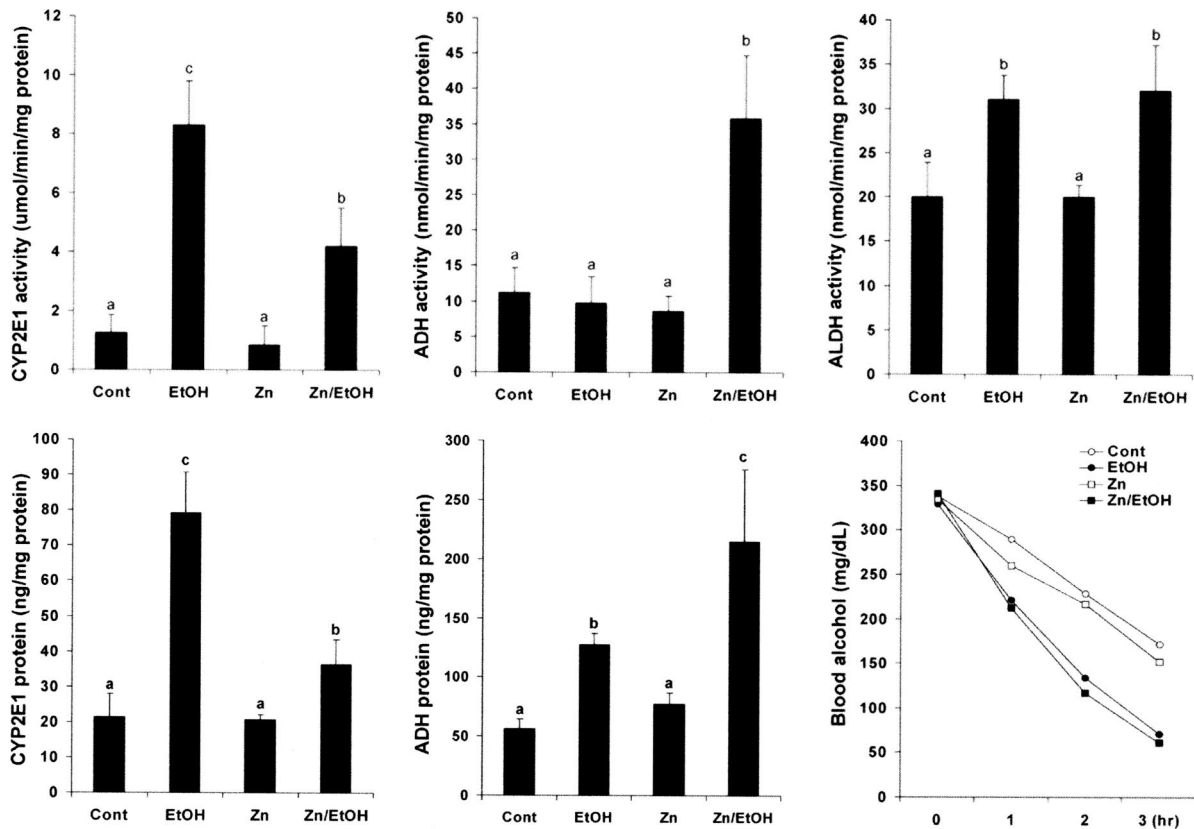 CYP2E1 activity (umol/min/mg protein)
12
10
8
6
4
2
0
a
c
a
b
Cont EtOH Zn Zn/EtOH
ADH activity (nmol/min/mg protein)
50
45
40
35
30
25
20
15
10
5
0
a
a
a
b
Cont EtOH Zn Zn/EtOH
ALDH activity (nmol/min/mg protein)
40
35
30
25
20
15
10
5
0
a
b
a
b
Cont EtOH Zn Zn/EtOH
CYP2E1 protein (ng/mg protein)
100
90
80
70
60
50
40
30
20
10
0
a
c
a
b
Cont EtOH Zn Zn/EtOH
ADH protein (ng/mg protein)
300
250
200
150
100
50
0
a
b
a
c
Cont EtOH Zn Zn/EtOH
Blood alcohol (mg/dL)
400
350
300
250
200
150
100
50
0
Cont
EtOH
Zn
Zn/EtOH
0 1 2 3 (hr)